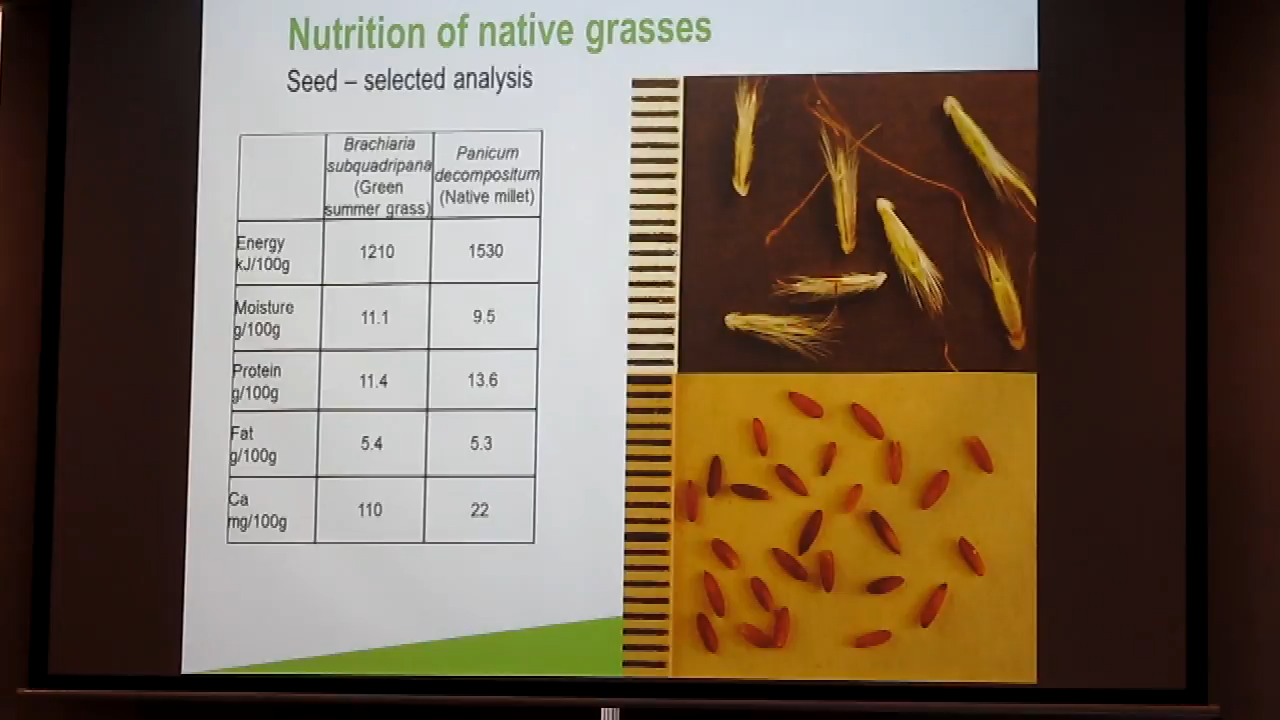 Nutrition of native grasses
Seed – selected analysis
Brachiaria
subquadripana
(Green
summer grass)
Panicum
decompositum
(Native millet)
Energy
kJ/100g
1210
1530
Moisture
g/100g
11.1
9.5
Protein
g/100g
11.4
13.6
Fat
g/100g
5.4
5.3
Ca
mg/100g
110
22